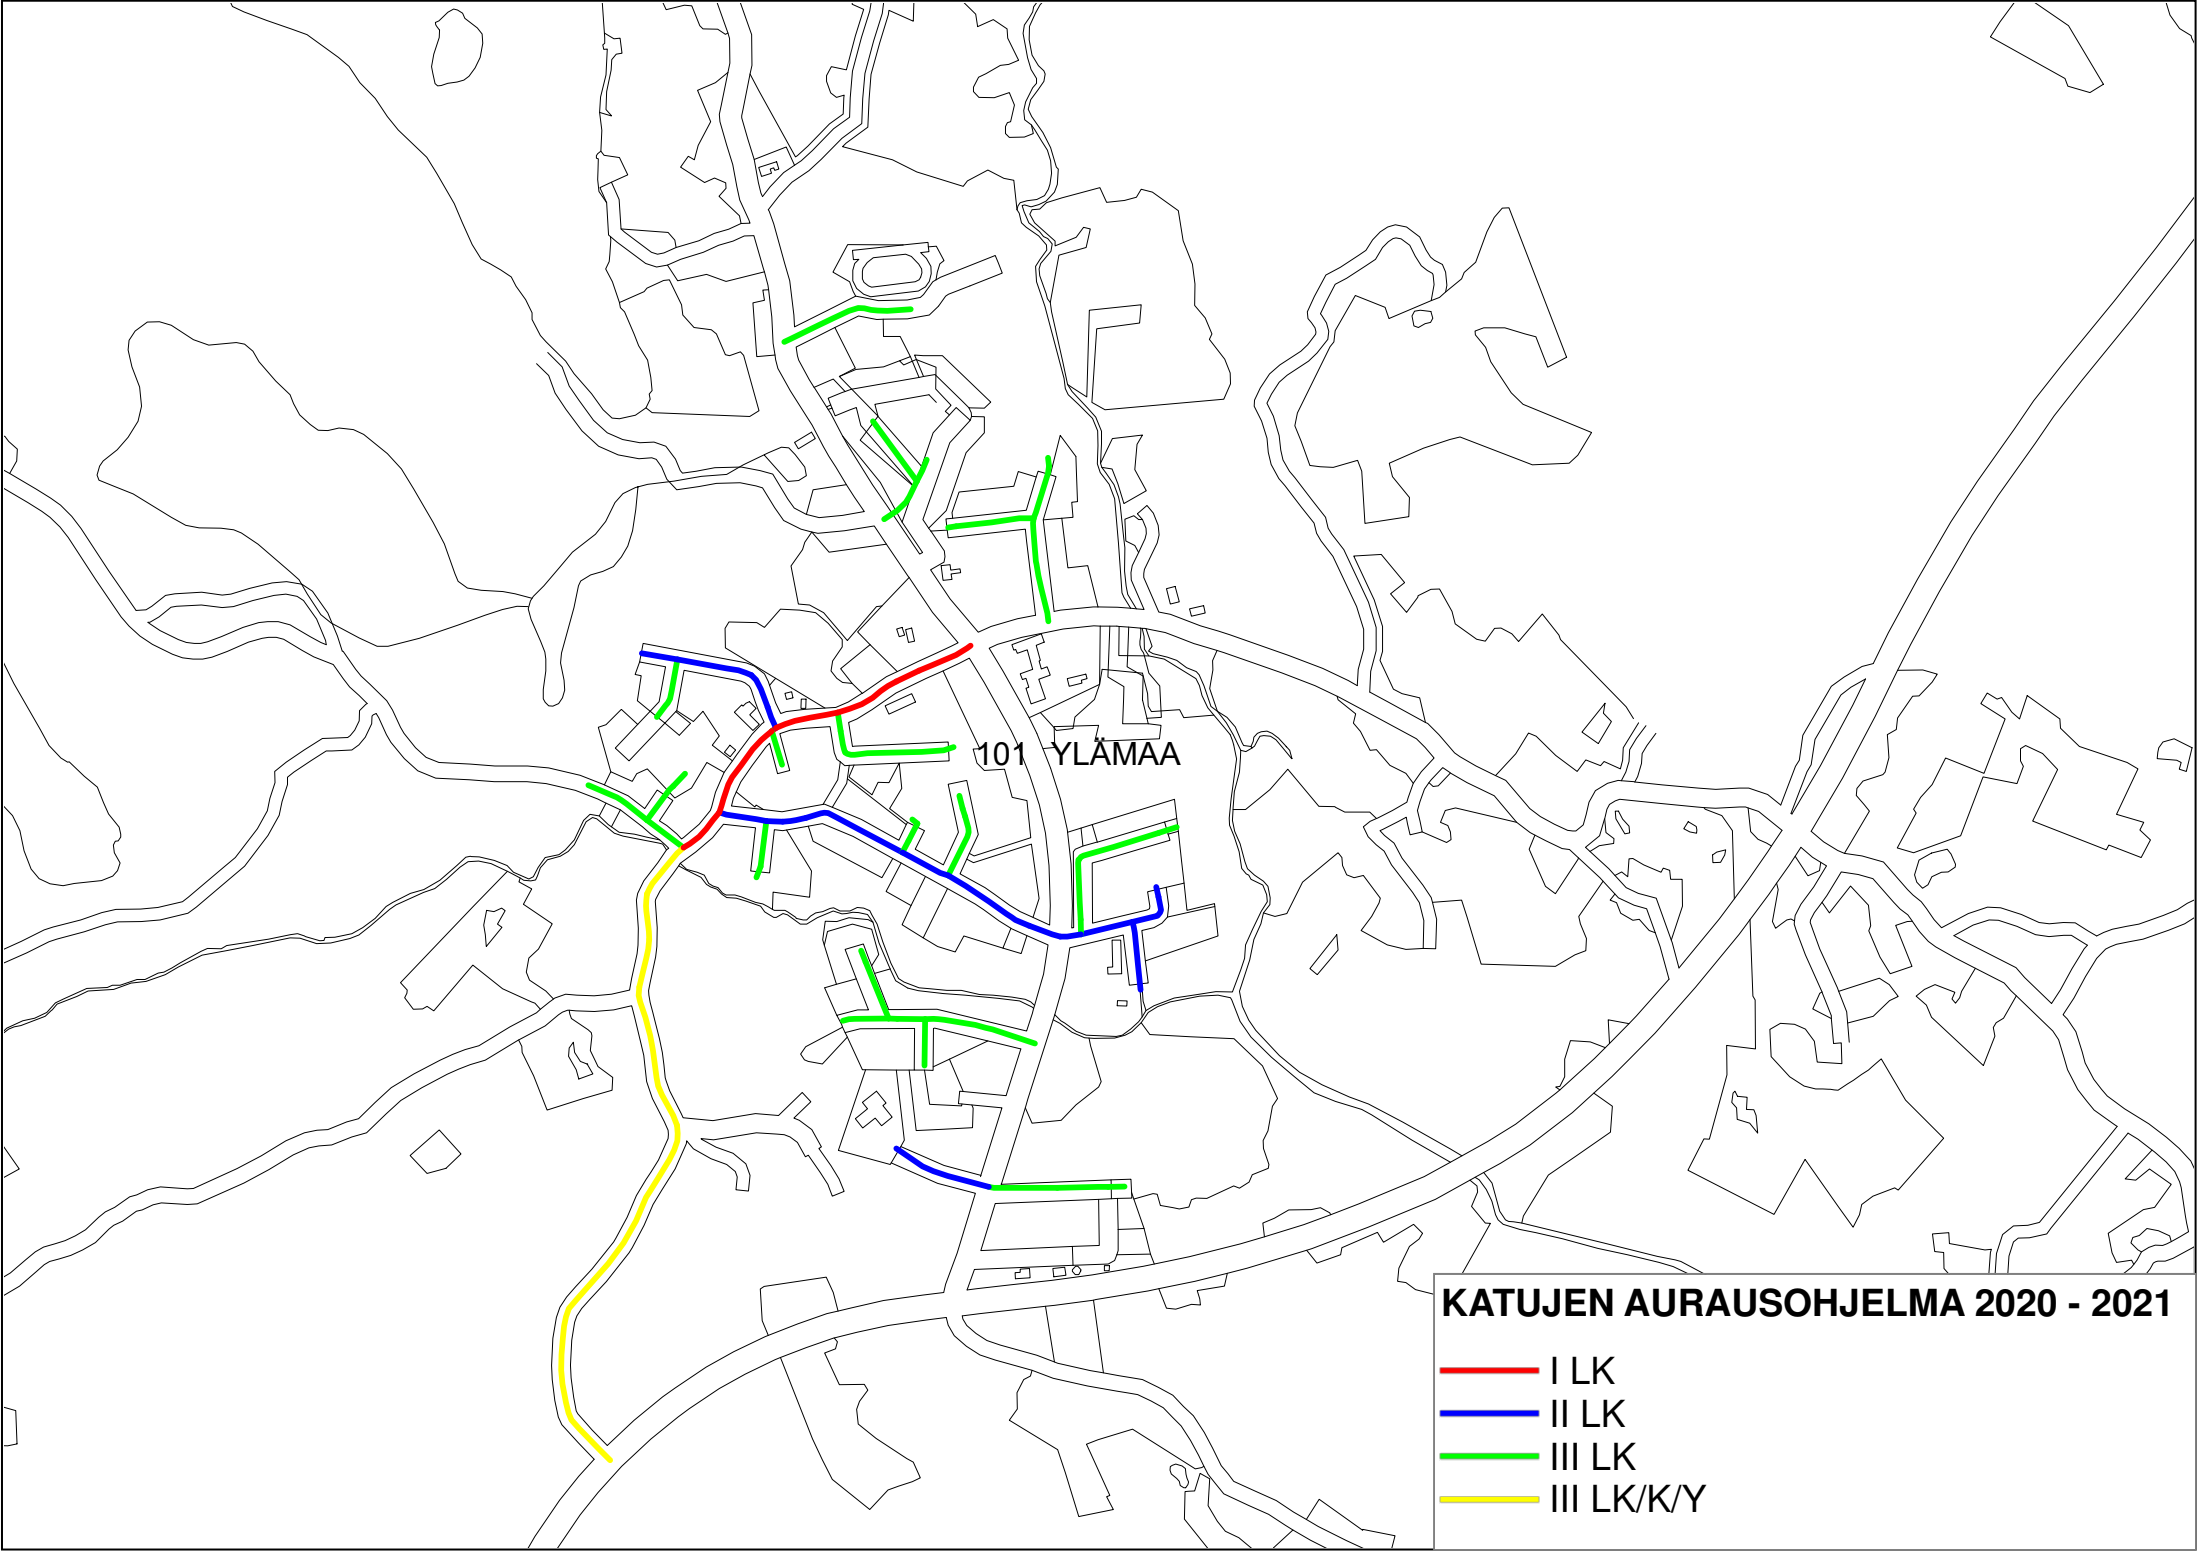 101 YLÄMAA
KATUJEN AURAUSOHJELMA 2020 - 2021
I LK
II LK
III LK
III LK/K/Y